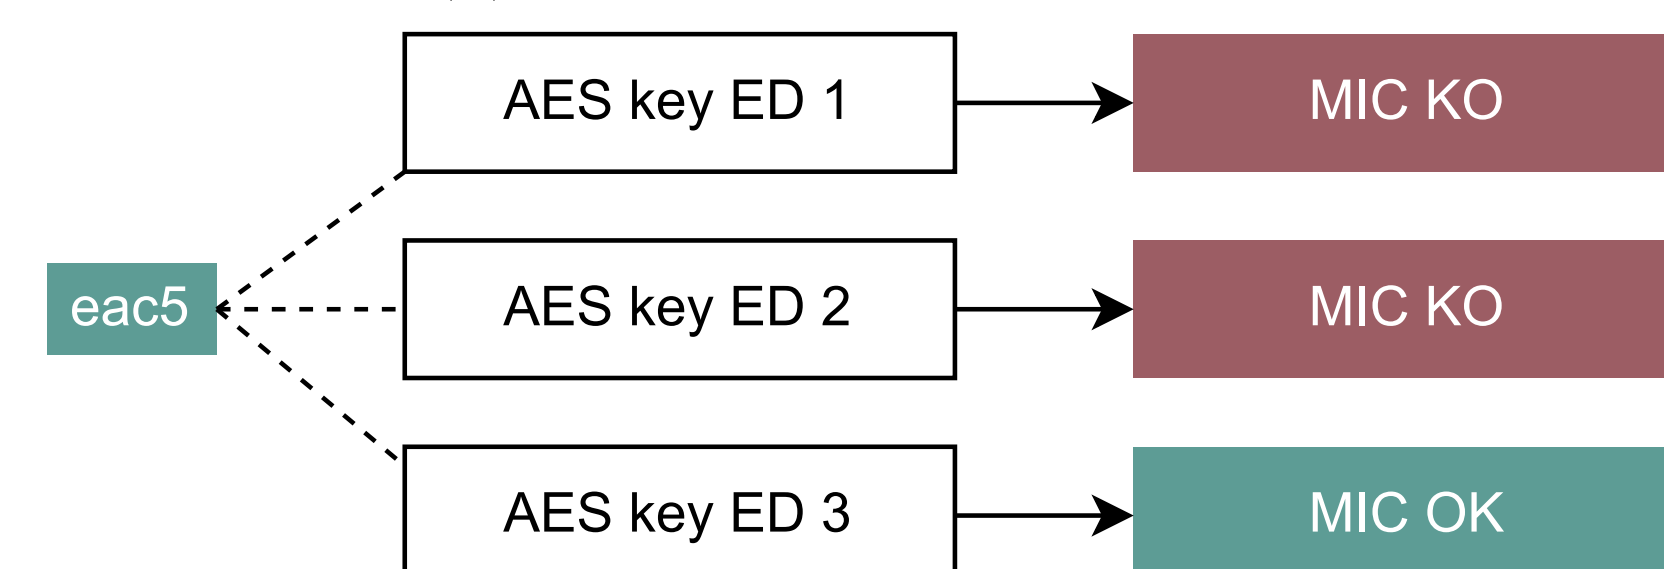 AES key ED 1
MIC KO
eac5
AES key ED 2
MIC KO
AES key ED 3
MIC OK